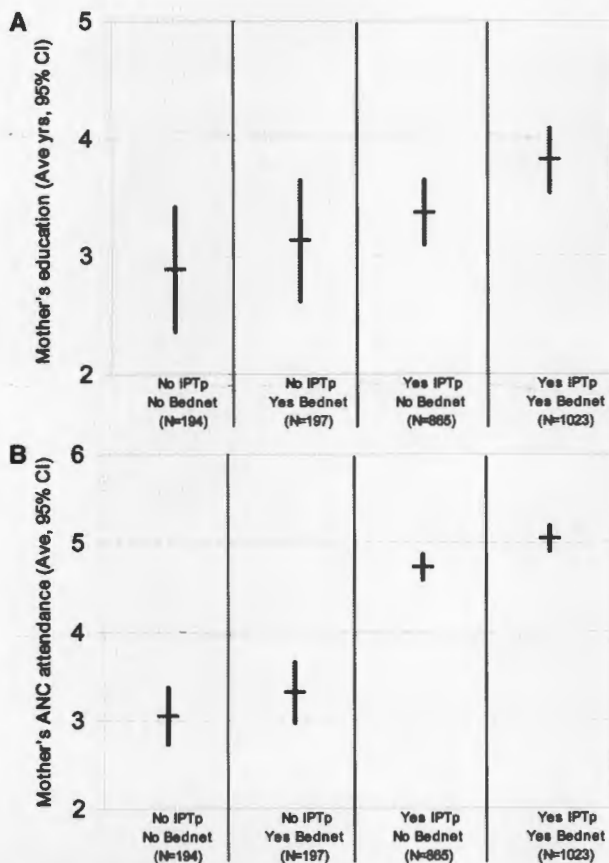 A
Mother's education (Ave yrs, 95% CI)
5
4
3
2
No IPTp
No Bednet
(N=194)
No IPTp
Yes Bednet
(N=197)
Yes IPTp
No Bednet
(N=865)
Yes IPTp
Yes Bednet
(N=1023)
B
Mother's ANC attendance (Ave, 95% CI)
6
5
4
3
2
No IPTp
No Bednet
(N=194)
No IPTp
Yes Bednet
(N=197)
Yes IPTp
No Bednet
(N=865)
Yes IPTp
Yes Bednet
(N=1023)